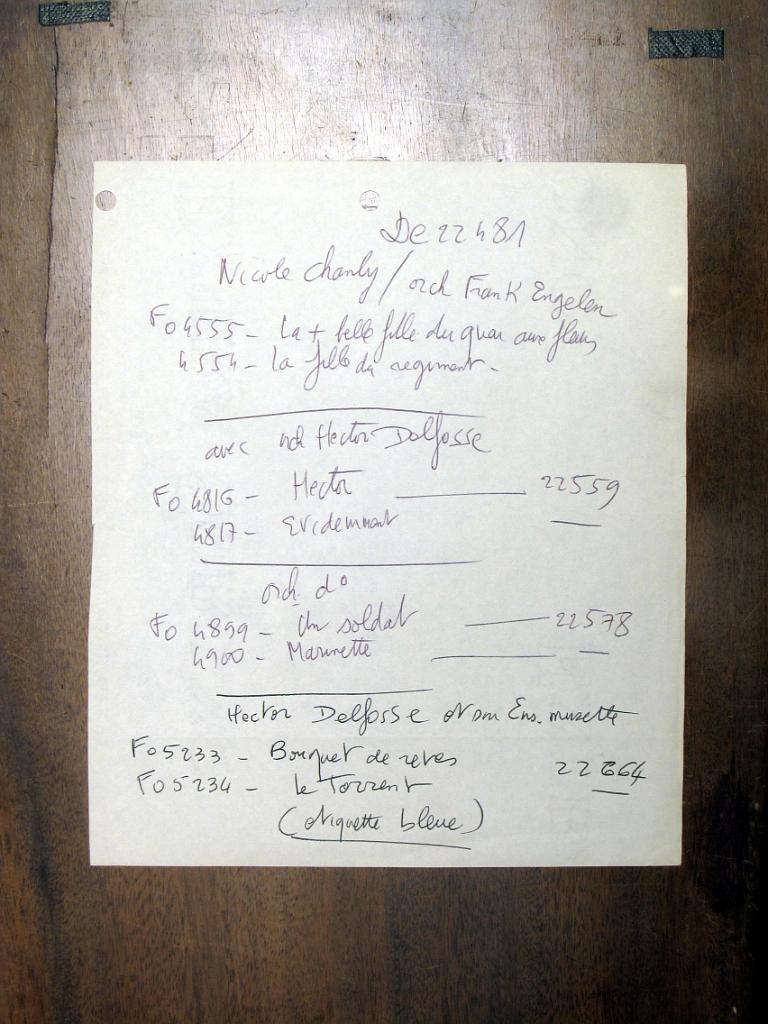 De 22481
Nicole Chanly / orch Frank Engelen
Fo 4555 - La + belle fille du quai aux fleurs
4554 - La fille du regiment.
avec orch Hector Delfosse
Fo 4816 - Hector — 22559
4817 - Evidemment —
orch do
Fo 4899 - Un soldat — 22578
4900 - Marinette — —
Hector Delfosse et son Ens. musette
Fo 5233 - Bouquet de reves
22664
Fo 5234 - Le Torrent
(etiquette bleue)